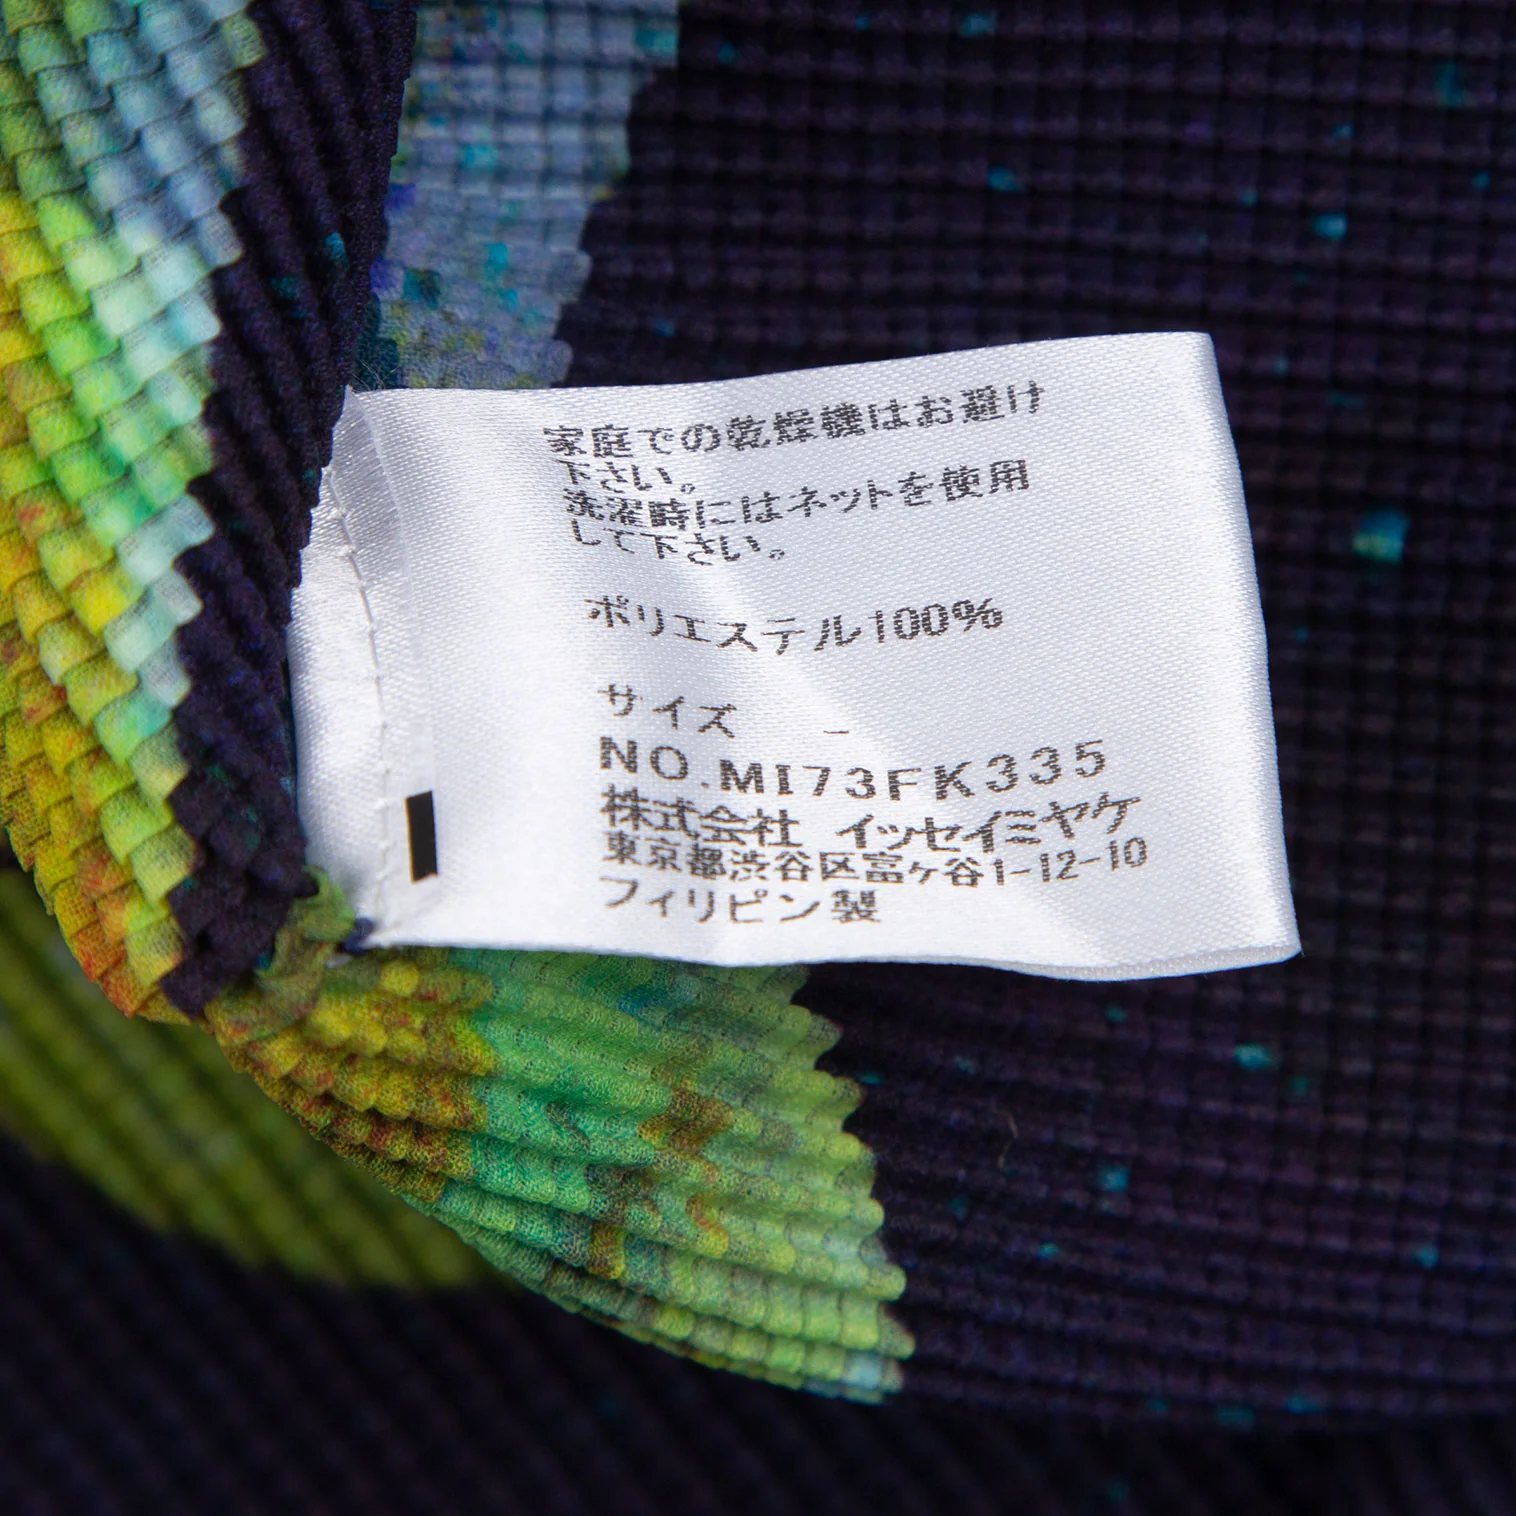 家庭での乾燥機はお避け
下さい。
洗濯時にはネットを使用
して下さい。
ポリエステル100%
サイズ －
NO.MI73FK335
株式会社 イッセイミヤケ
東京都渋谷区富ヶ谷1-12-10
フィリピン製